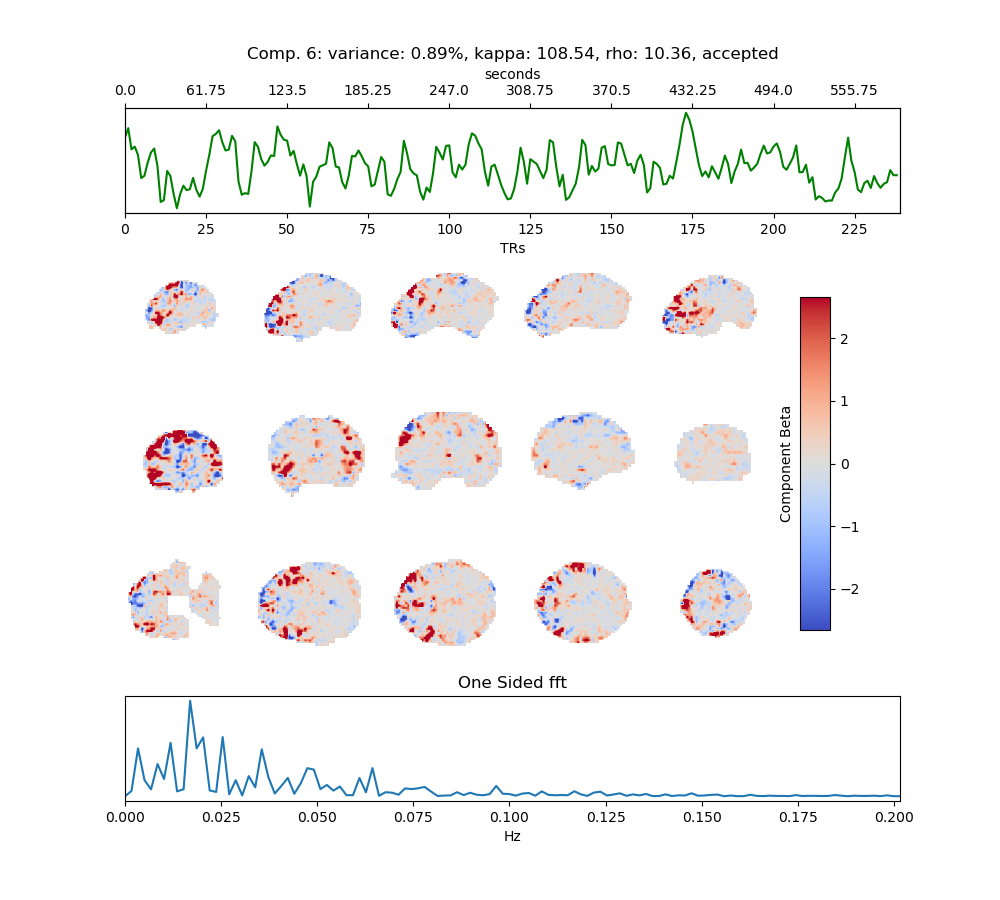 Comp. 6: variance: 0.89%, kappa: 108.54, rho: 10.36, accepted
seconds
0.0 61.75 123.5 185.25 247.0 308.75 370.5 432.25 494.0 555.75
0 25 50 75 100 125 150 175 200 225
TRs
2
1
0
−1
−2
Component Beta
One Sided fft
0.000 0.025 0.050 0.075 0.100 0.125 0.150 0.175 0.200
Hz